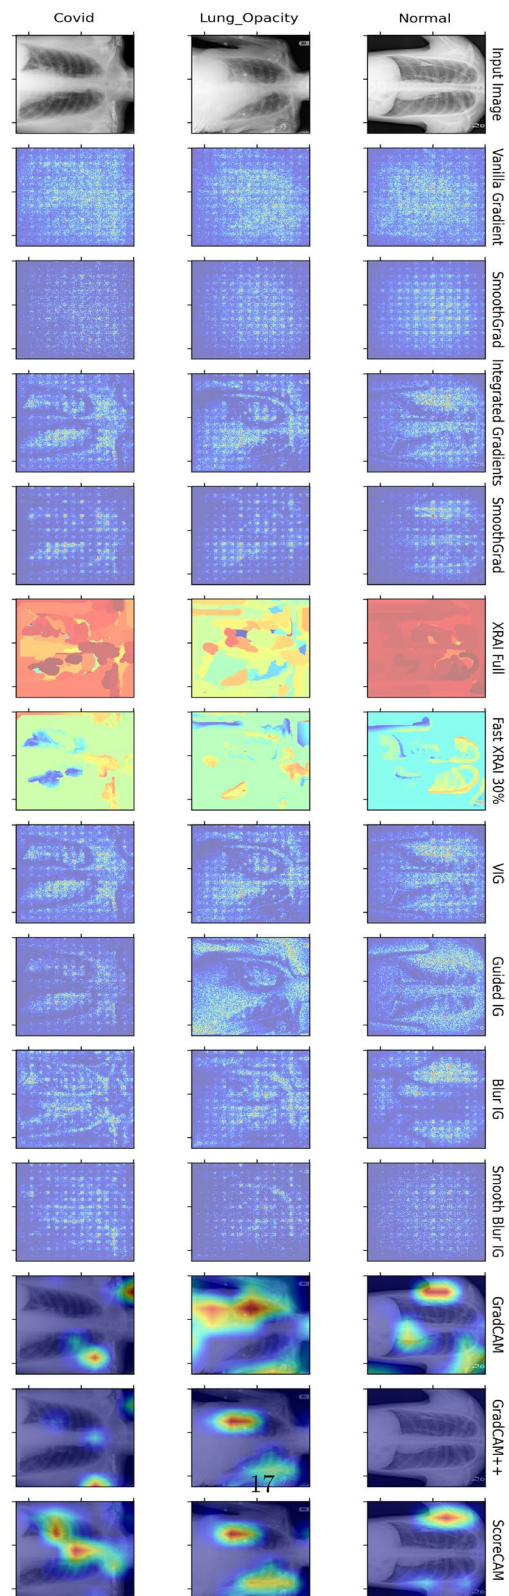 Covid
Lung_Opacity
Normal
Input Image
Vanilla Gradient
SmoothGrad
Integrated Gradients
SmoothGrad
XRAI Full
Fast XRAI 30%
VIG
Guided IG
Blur IG
Smooth Blur IG
GradCAM
GradCAM++
ScoreCAM
17